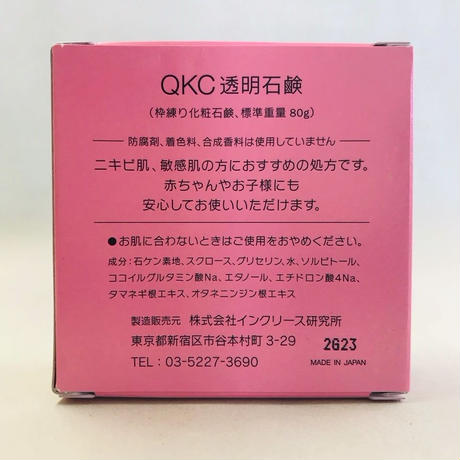 QKC 透明石鹸
(枠練り化粧石鹸、標準重量 80g)
防腐剤、着色料、合成香料は使用していません
ニキビ肌、敏感肌の方におすすめの処方です。
赤ちゃんやお子様にも
安心してお使いいただけます。
●お肌に合わないときはご使用をおやめください。
成分:石ケン素地、スクロース、グリセリン、水、ソルビトール、
ココイルグルタミン酸Na、エタノール、エチドロン酸4Na、
タマネギ根エキス、オタネニンジン根エキス
製造販売元 株式会社インクリース研究所
東京都新宿区市谷本村町 3-29
TEL:03-5227-3690
2G23
MADE IN JAPAN